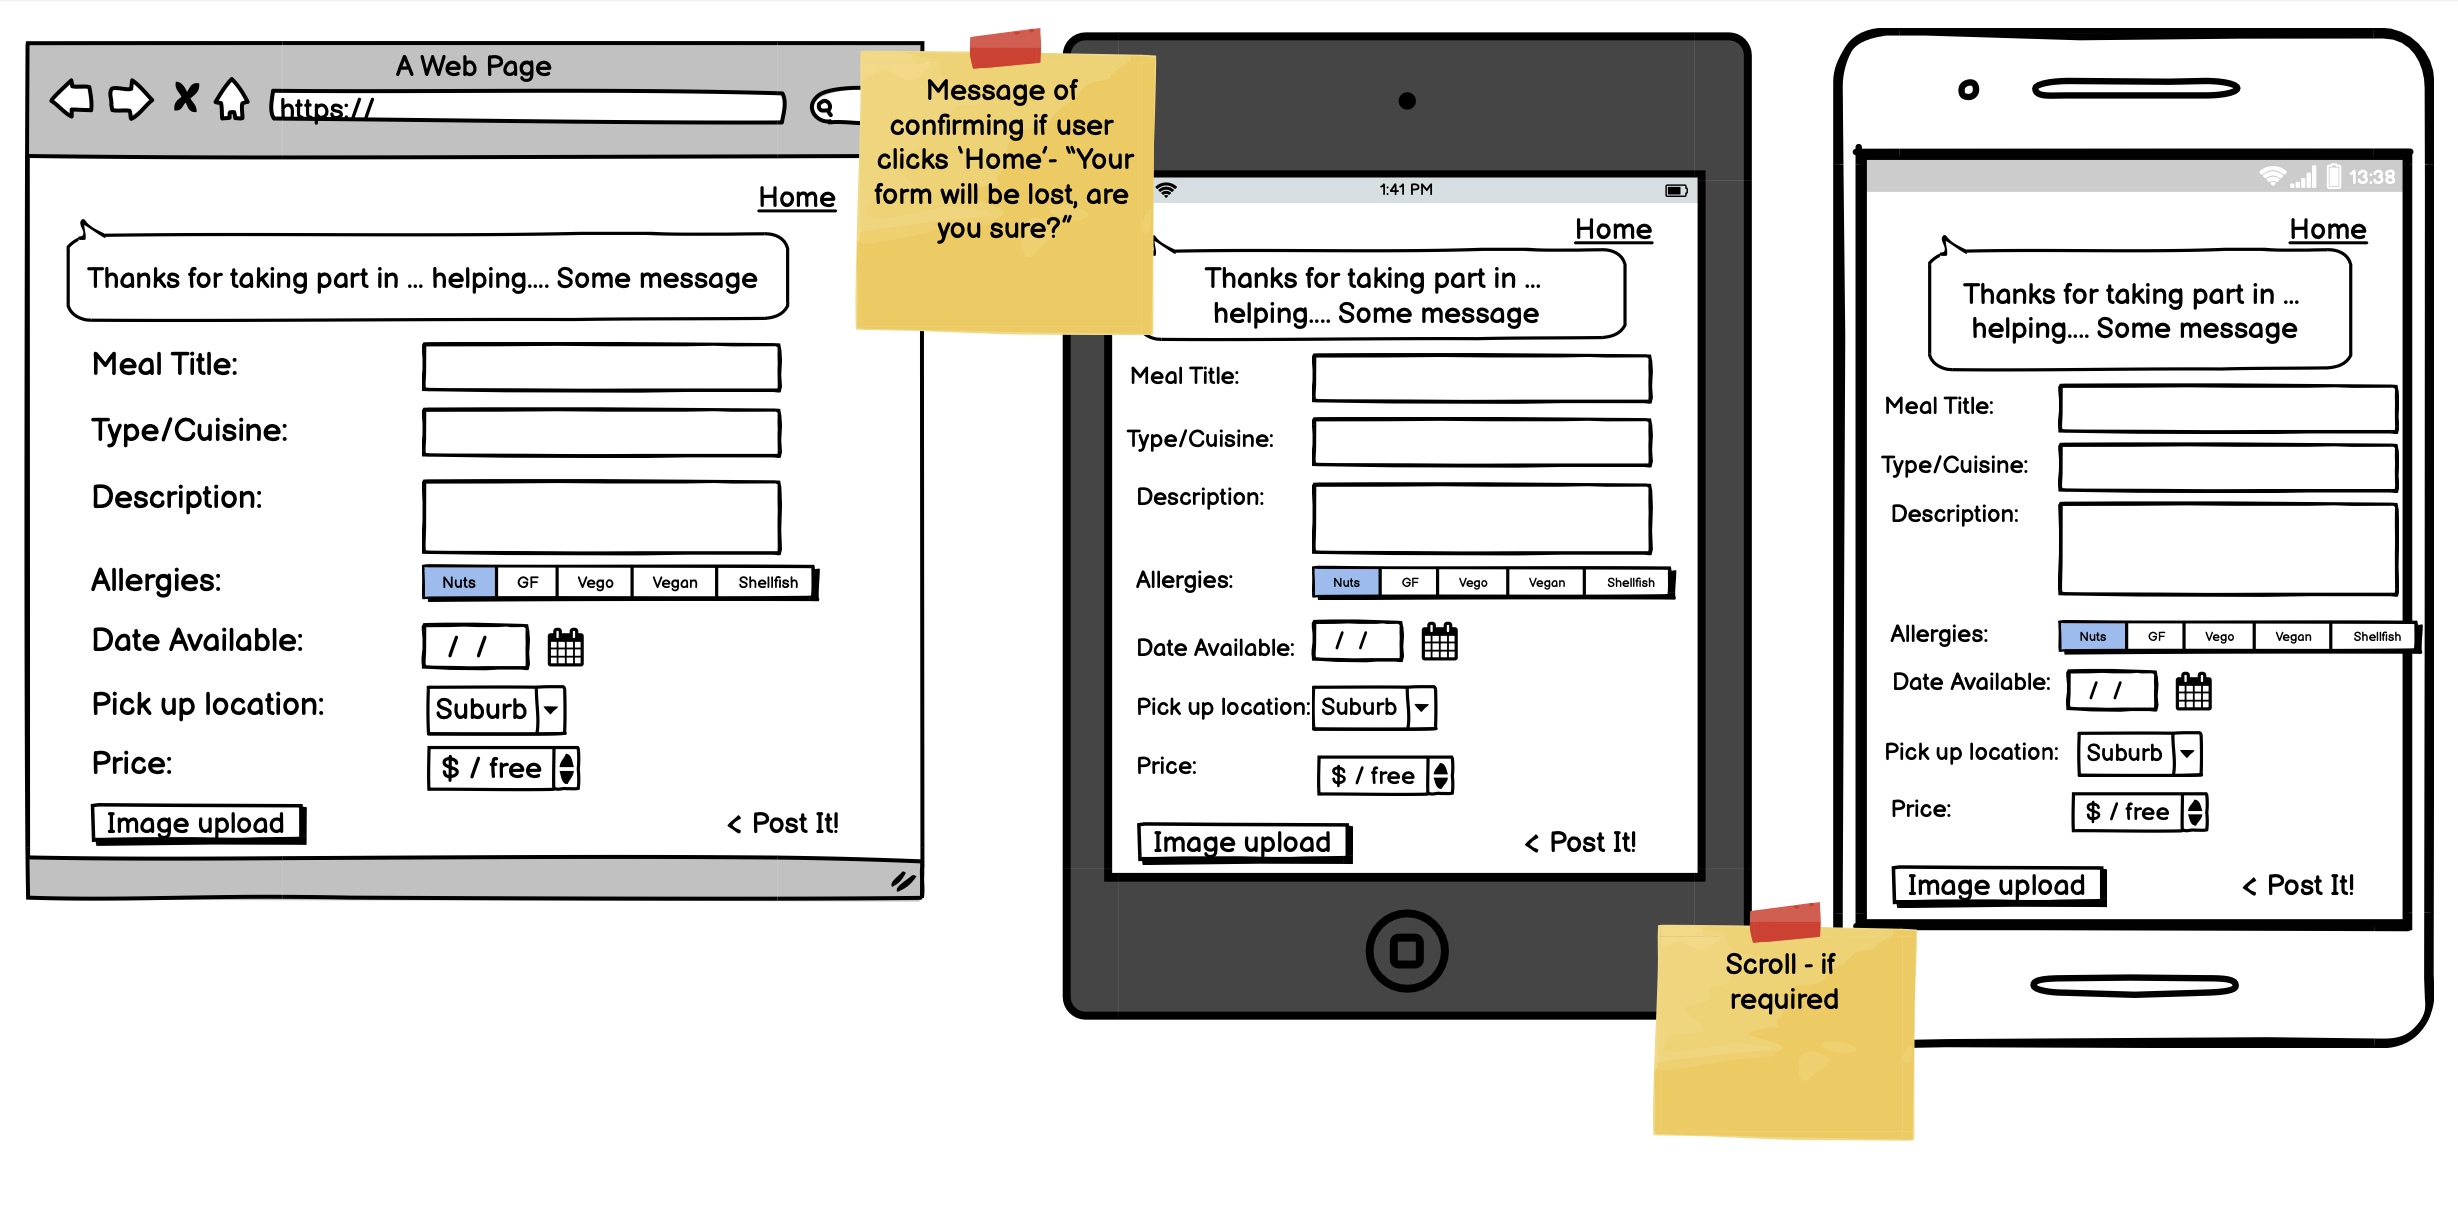 A Web Page
https://
Home
Thanks for taking part in ... helping.... Some message
Meal Title:
Type/Cuisine:
Description:
Allergies:
Nuts GF Vego Vegan Shellfish
Date Available:
/ /
Pick up location:
Suburb
Price:
$ / free
Image upload
< Post It!
Message of
confirming if user
clicks ‘Home’- “Your
form will be lost, are
you sure?”
1:41 PM
Home
Thanks for taking part in ...
helping.... Some message
Meal Title:
Type/Cuisine:
Description:
Allergies:
Nuts GF Vego Vegan Shellfish
Date Available:
/ /
Pick up location:
Suburb
Price:
$ / free
Image upload
< Post It!
Scroll - if
required
13:38
Home
Thanks for taking part in ...
helping.... Some message
Meal Title:
Type/Cuisine:
Description:
Allergies:
Nuts GF Vego Vegan Shellfish
Date Available:
/ /
Pick up location:
Suburb
Price:
$ / free
Image upload
< Post It!